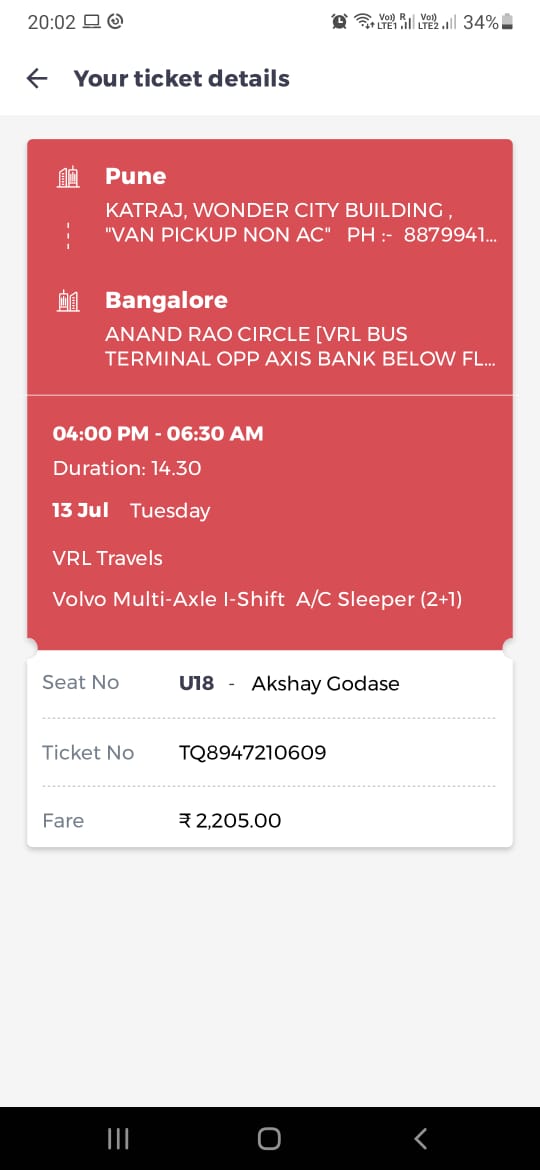 20:02 34%
Your ticket details
Pune
KATRAJ, WONDER CITY BUILDING ,
"VAN PICKUP NON AC" PH :- 8879941...
Bangalore
ANAND RAO CIRCLE [VRL BUS
TERMINAL OPP AXIS BANK BELOW FL...
04:00 PM - 06:30 AM
Duration: 14.30
13 Jul Tuesday
VRL Travels
Volvo Multi-Axle I-Shift A/C Sleeper (2+1)
Seat No U18 - Akshay Godase
Ticket No TQ8947210609
Fare ₹ 2,205.00